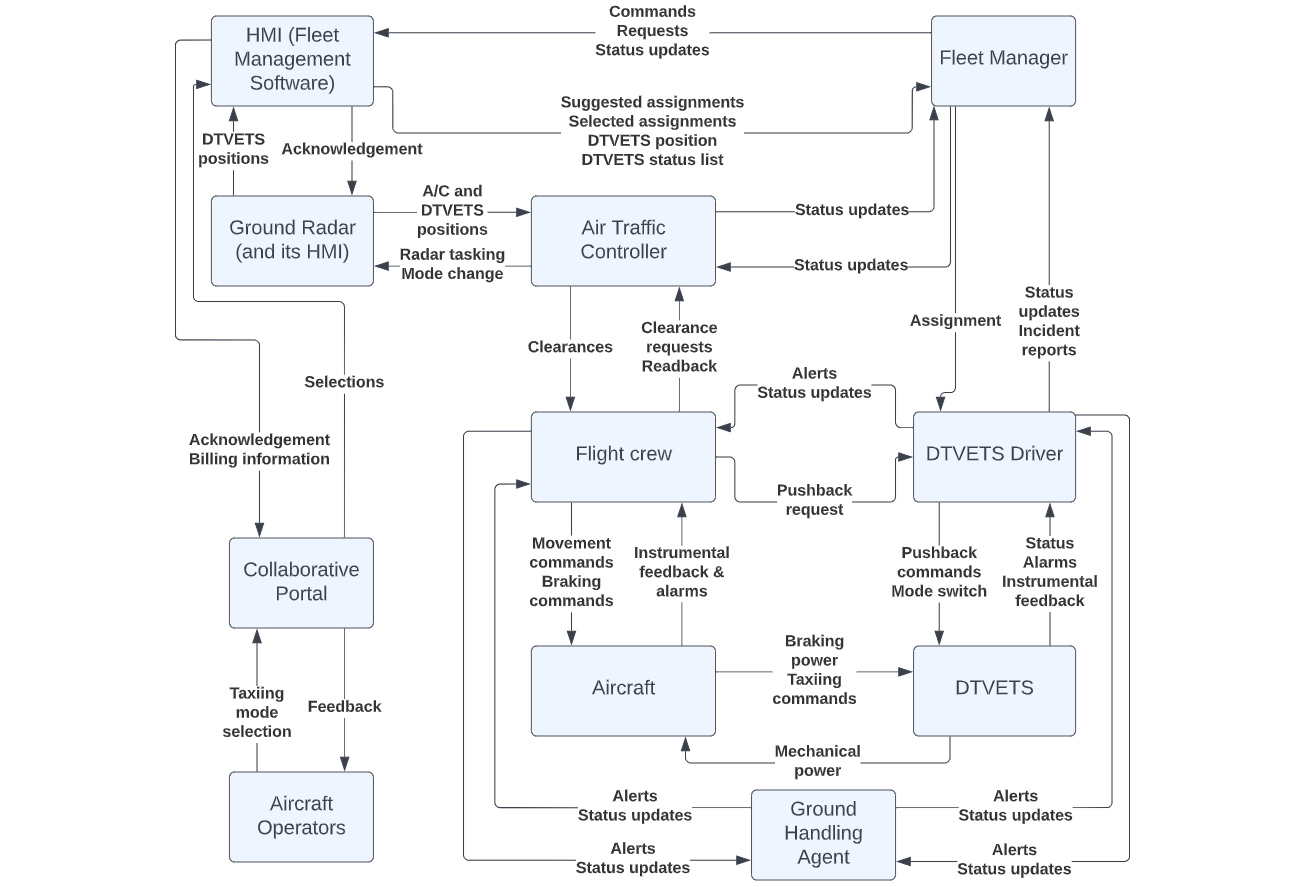 Commands
Requests
Status updates
HMI (Fleet
Management
Software)
Fleet Manager
Suggested assignments
Selected assignments
DTVETS position
DTVETS status list
DTVETS
positions
Acknowledgement
A/C and
DTVETS
positions
Ground Radar
(and its HMI)
Air Traffic
Controller
Status updates
Radar tasking
Mode change
Status updates
Status
updates
Incident
reports
Assignment
Clearances
Clearance
requests
Readback
Selections
Alerts
Status updates
Acknowledgement
Billing information
Flight crew
DTVETS Driver
Pushback
request
Movement
commands
Braking
commands
Instrumental
feedback &
alarms
Pushback
commands
Mode switch
Status
Alarms
Instrumental
feedback
Collaborative
Portal
Braking
power
Taxiing
commands
Aircraft
DTVETS
Taxiing
mode
selection
Feedback
Mechanical
power
Aircraft
Operators
Alerts
Status updates
Ground
Handling
Agent
Alerts
Status updates
Alerts
Status updates
Alerts
Status updates